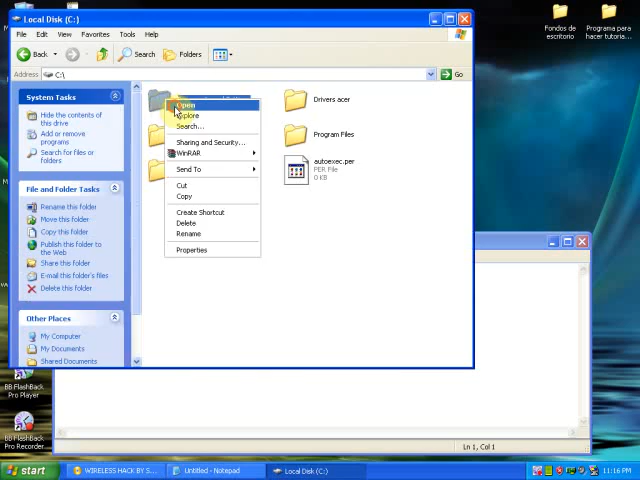 Local Disk (C:)
File Edit View Favorites Tools Help
Back Search Folders
Address C:\ Go
System Tasks
Hide the contents of
this drive
Add or remove
programs
Search for files or
folders
File and Folder Tasks
Rename this folder
Move this folder
Copy this folder
Publish this folder to
the Web
Share this folder
E-mail this folder's files
Delete this folder
Other Places
My Computer
My Documents
Shared Documents
Open
Explore
Search...
Sharing and Security...
WinRAR
Send To
Cut
Copy
Create Shortcut
Delete
Rename
Properties
Drivers acer
Program Files
autoexec.per
PER File
0 KB
Fondos de
escritorio
Programa para
hacer tutoria...
Ln 1, Col 1
BB FlashBack
Pro Player
BB FlashBack
Pro Recorder
start
WIRELESS HACK BY S...
Untitled - Notepad
Local Disk (C:)
11:16 PM